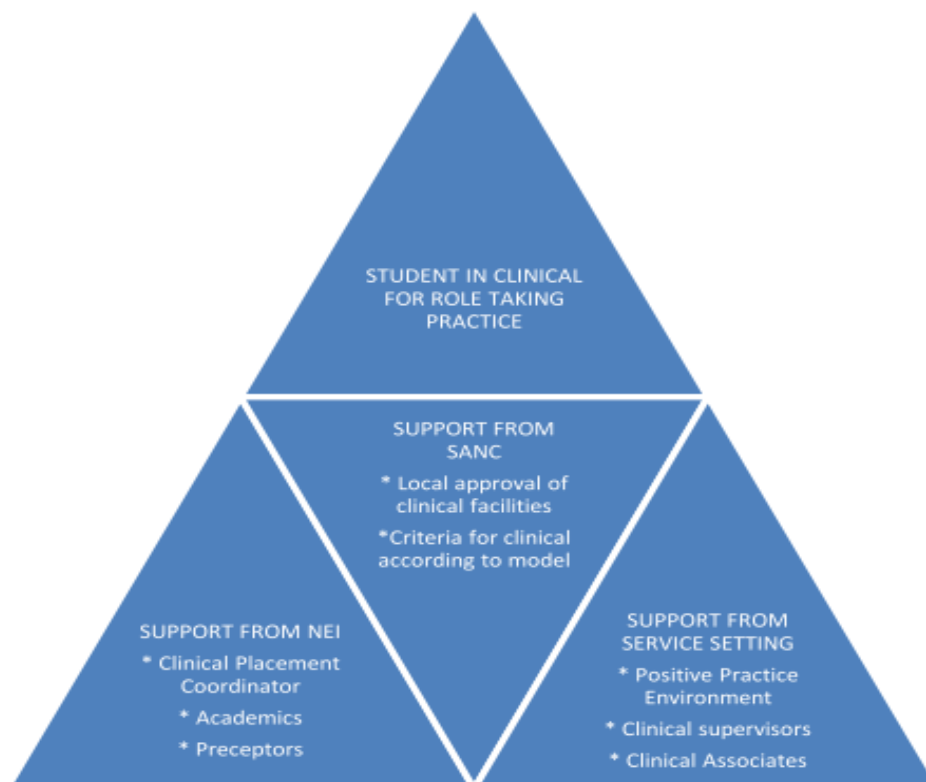 STUDENT IN CLINICAL
FOR ROLE TAKING
PRACTICE
SUPPORT FROM
SANC
* Local approval of
clinical facilities
*Criteria for clinical
according to model
SUPPORT FROM NEI
* Clinical Placement
Coordinator
* Academics
* Preceptors
SUPPORT FROM
SERVICE SETTING
* Positive Practice
Environment
* Clinical supervisors
* Clinical Associates